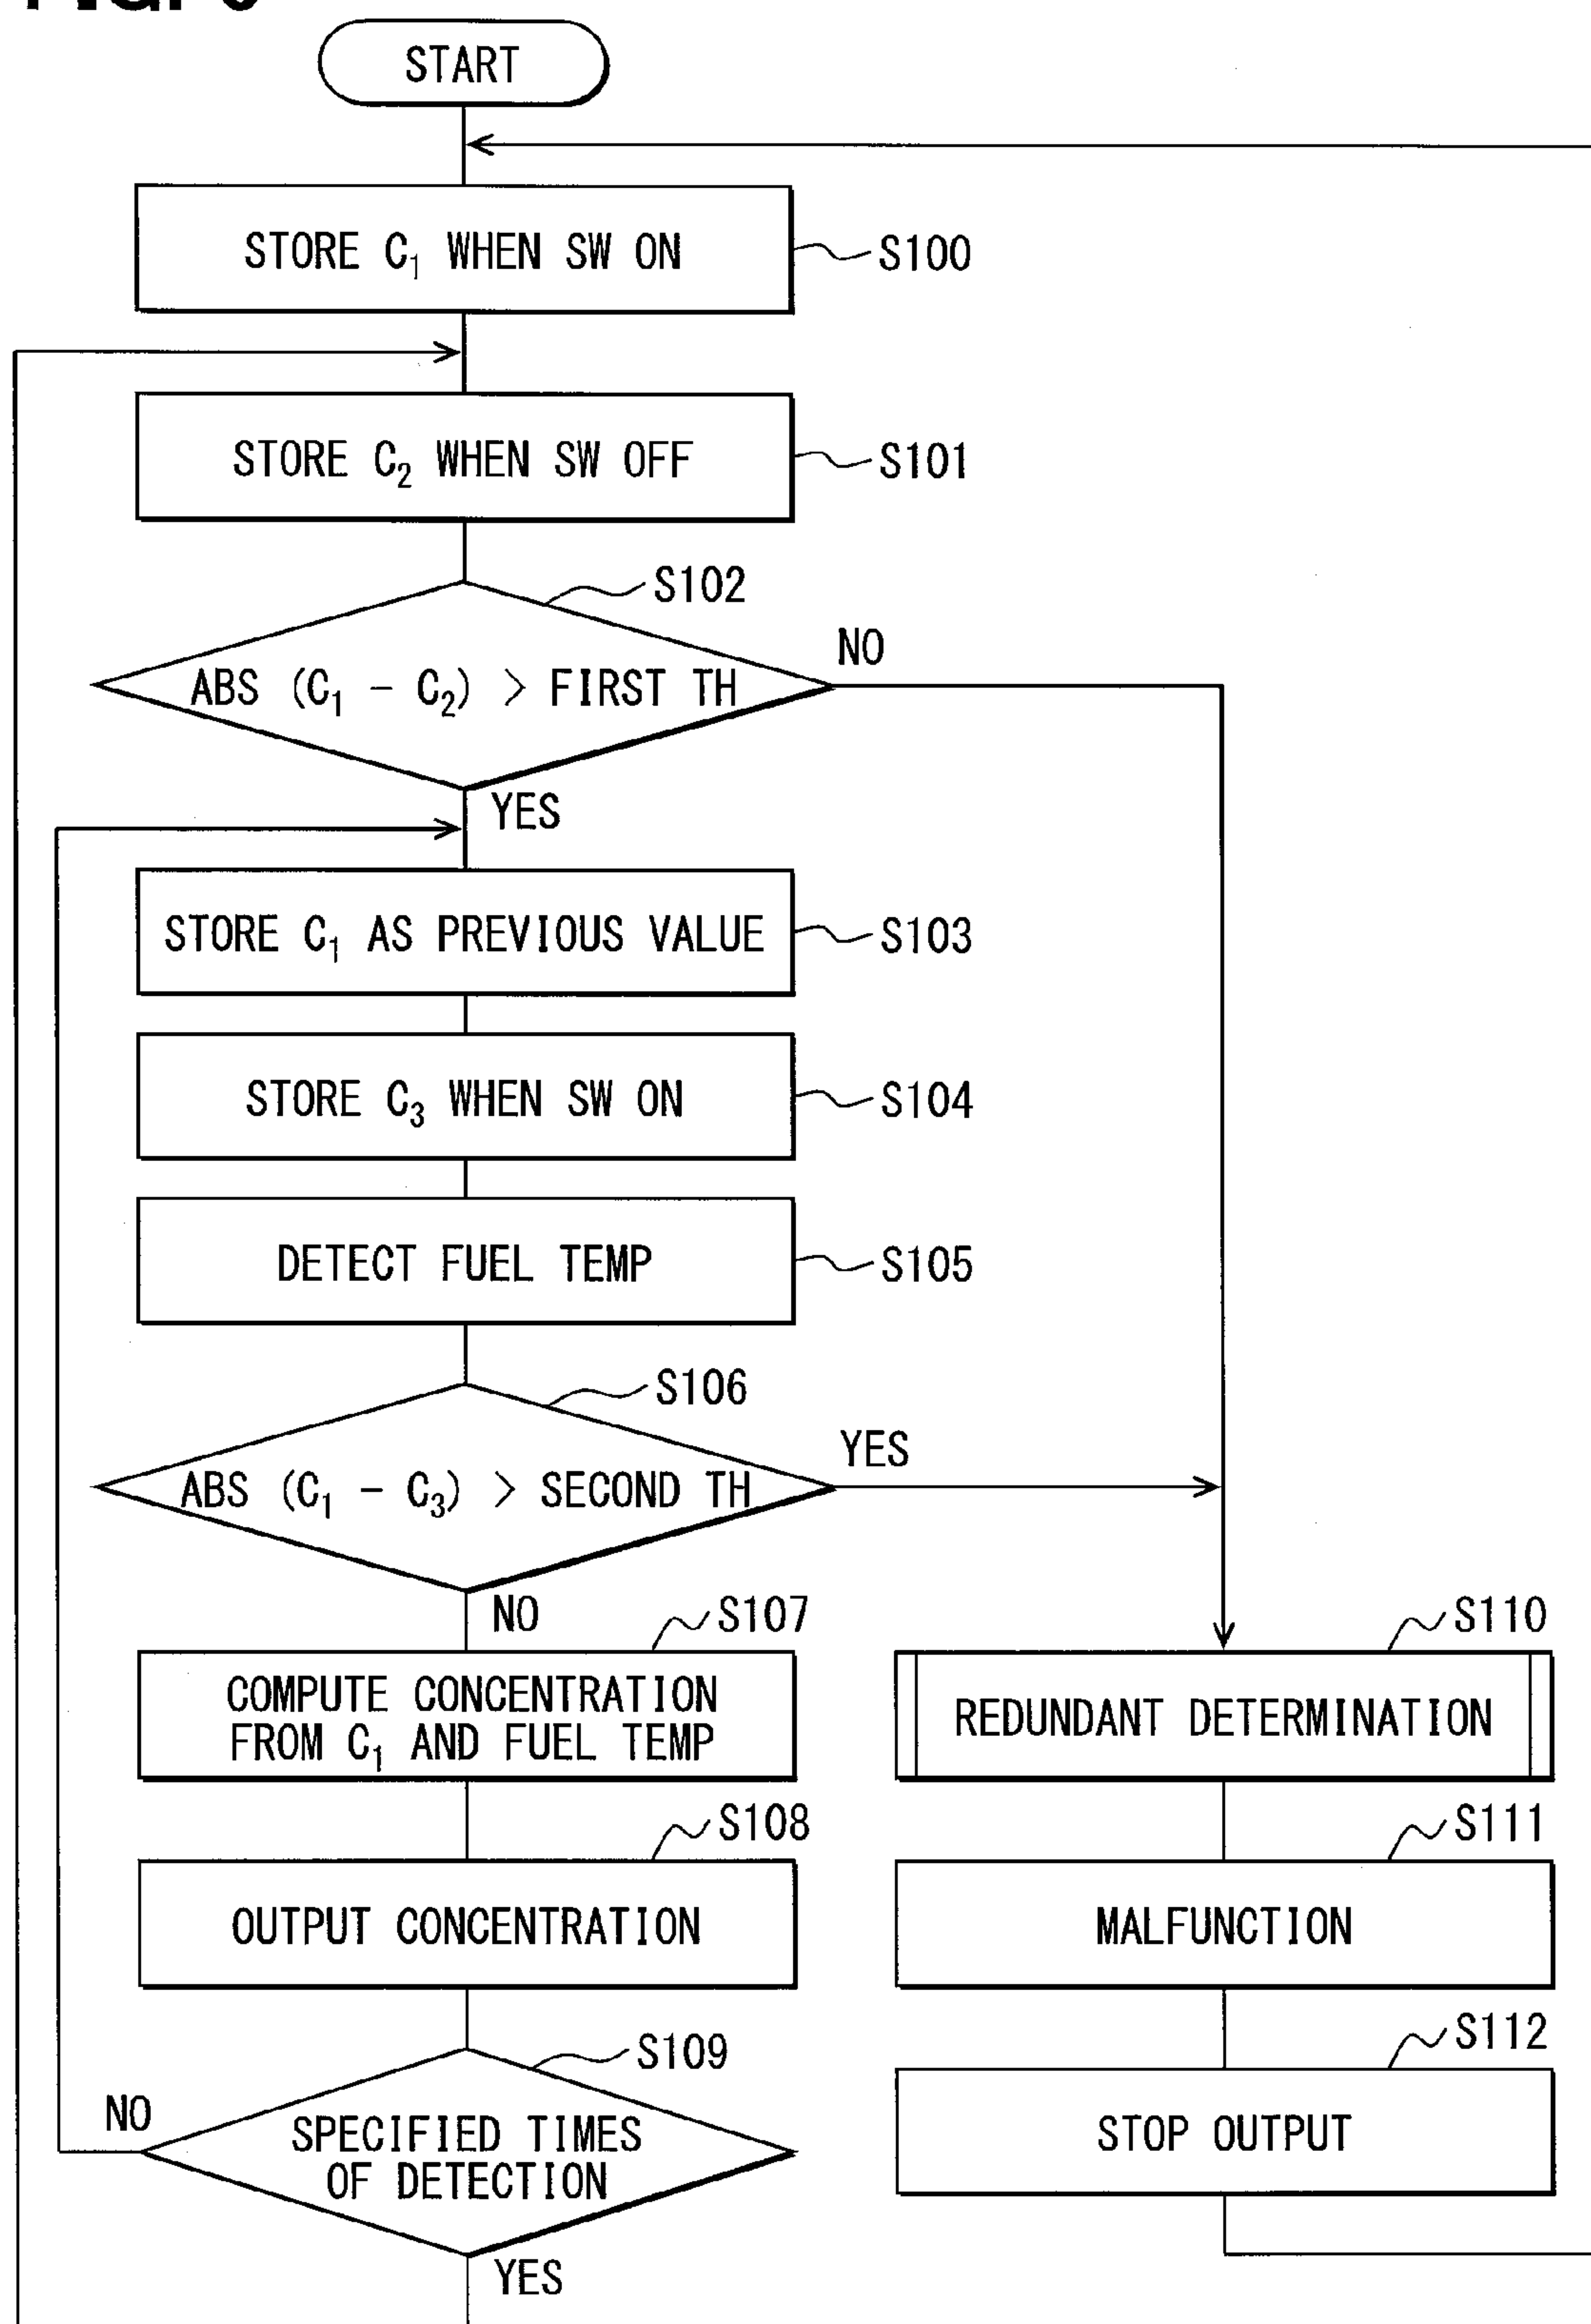 START
STORE C₁ WHEN SW ON
S100
STORE C₂ WHEN SW OFF
S101
S102
ABS (C₁ - C₂) > FIRST TH
NO
YES
STORE C₁ AS PREVIOUS VALUE
S103
STORE C₃ WHEN SW ON
S104
DETECT FUEL TEMP
S105
S106
ABS (C₁ - C₃) > SECOND TH
YES
NO
S107
COMPUTE CONCENTRATION
FROM C₁ AND FUEL TEMP
S108
OUTPUT CONCENTRATION
S109
NO
SPECIFIED TIMES
OF DETECTION
YES
S110
REDUNDANT DETERMINATION
S111
MALFUNCTION
S112
STOP OUTPUT